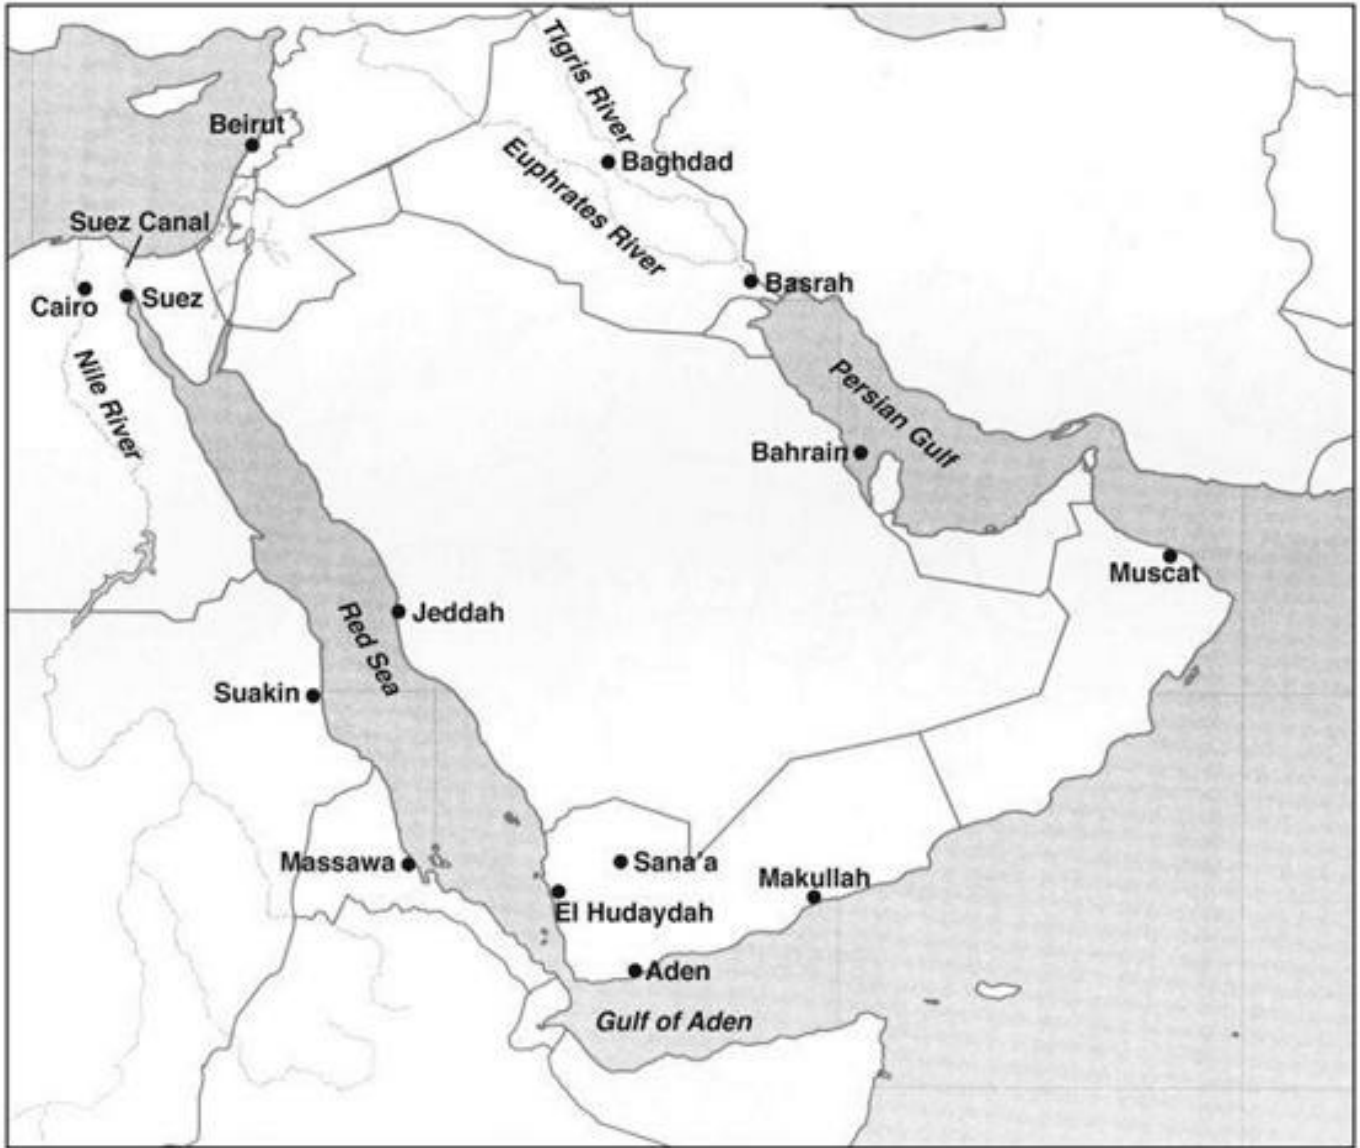 Tigris River
Beirut
Baghdad
Euphrates River
Suez Canal
Basrah
Cairo
Suez
Nile River
Persian Gulf
Bahrain
Muscat
Jeddah
Red Sea
Suakin
Massawa
Sana'a
Makullah
El Hudaydah
Aden
Gulf of Aden